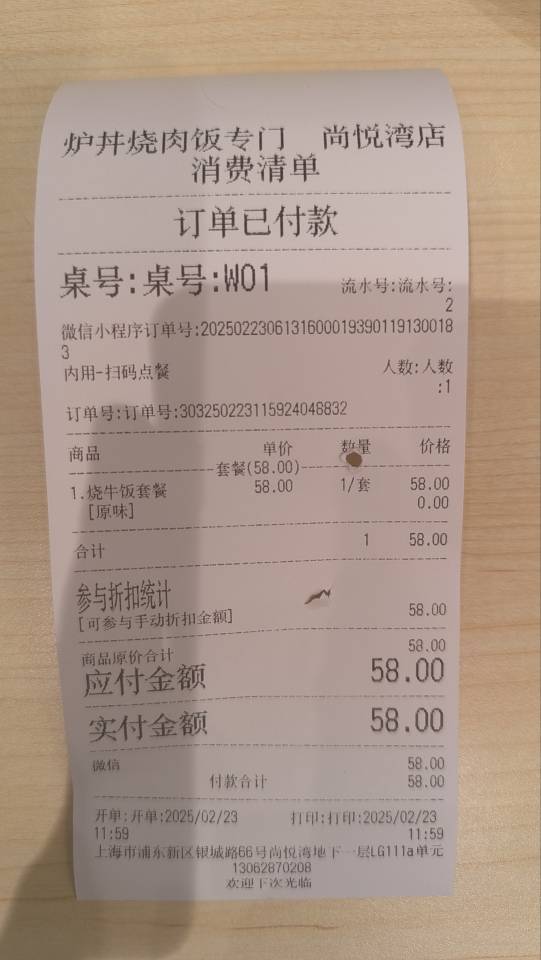 炉丼烧肉饭专门 尚悦湾店
消费清单
订单已付款
桌号:桌号:W01 流水号:流水号:
2
微信小程序订单号:202502230613160001939011913001​8
3
内用-扫码点餐 人数:人数
:1
订单号:订单号:303250223115924048832
商品 单价 数量 价格
套餐(58.00)
1.烧牛饭套餐 58.00 1/套 58.00
[原味] 0.00
合计 1 58.00
参与折扣统计
[可参与手动折扣金额] 58.00
商品原价合计 58.00
应付金额 58.00
实付金额 58.00
微信 58.00
付款合计 58.00
开单:开单:2025/02/23 打印:打印:2025/02/23
11:59 11:59
上海市浦东新区银城路66号尚悦湾地下一层LG111a单元
13062870208
欢迎下次光临